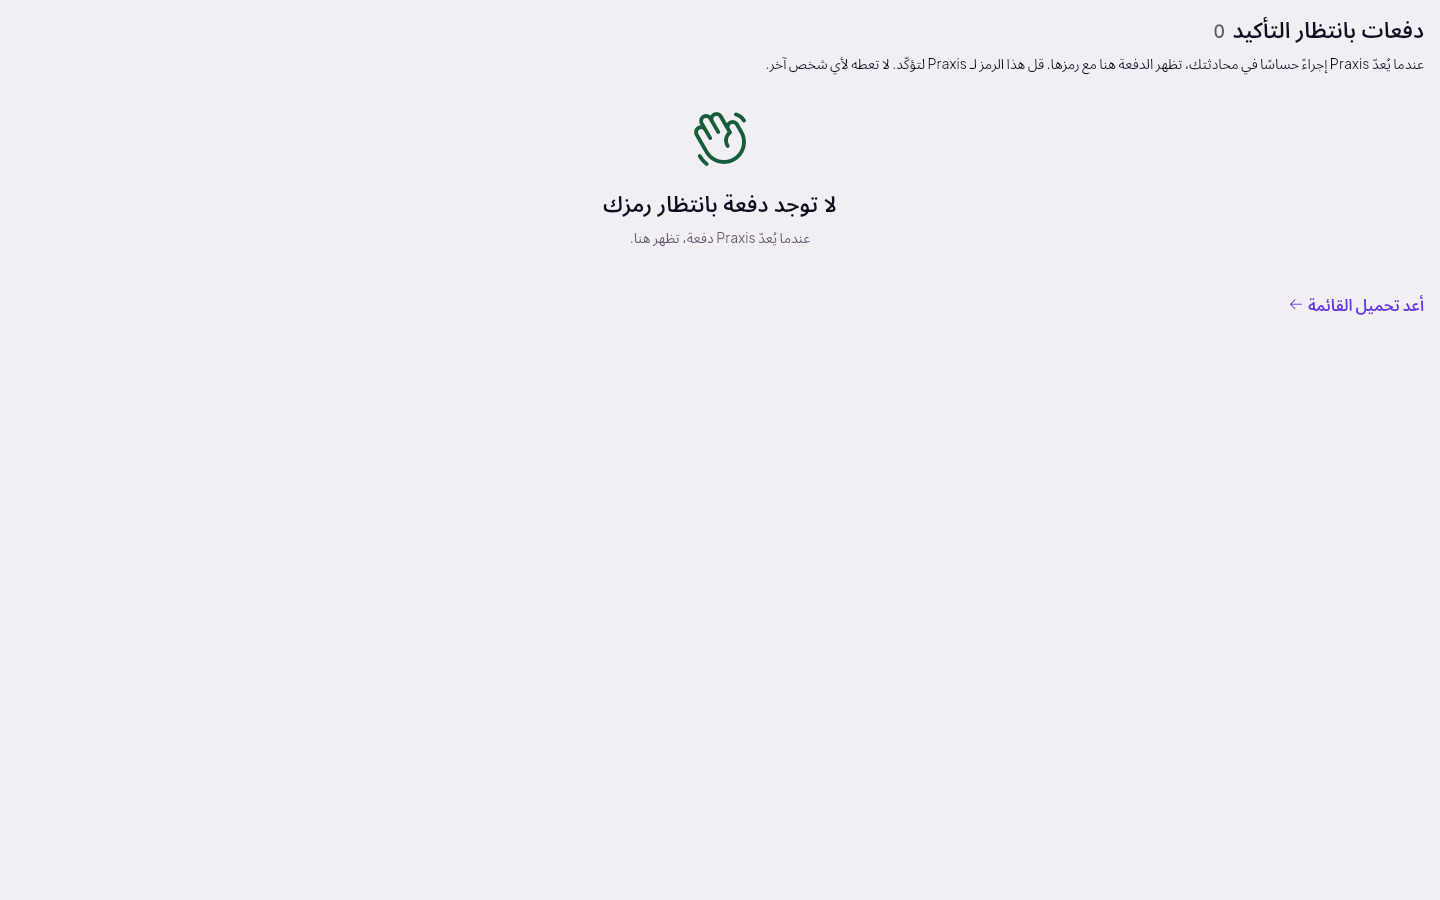 دفعات بانتظار التأكيد 0
عندما يُعدّ Praxis إجراءً حساسًا في محادثتك، تظهر الدفعة هنا مع رمزها. قل هذا الرمز لـ Praxis لتؤكّد. لا تعطه لأي شخص آخر.
لا توجد دفعة بانتظار رمزك
عندما يُعدّ Praxis دفعة، تظهر هنا.
أعد تحميل القائمة ←